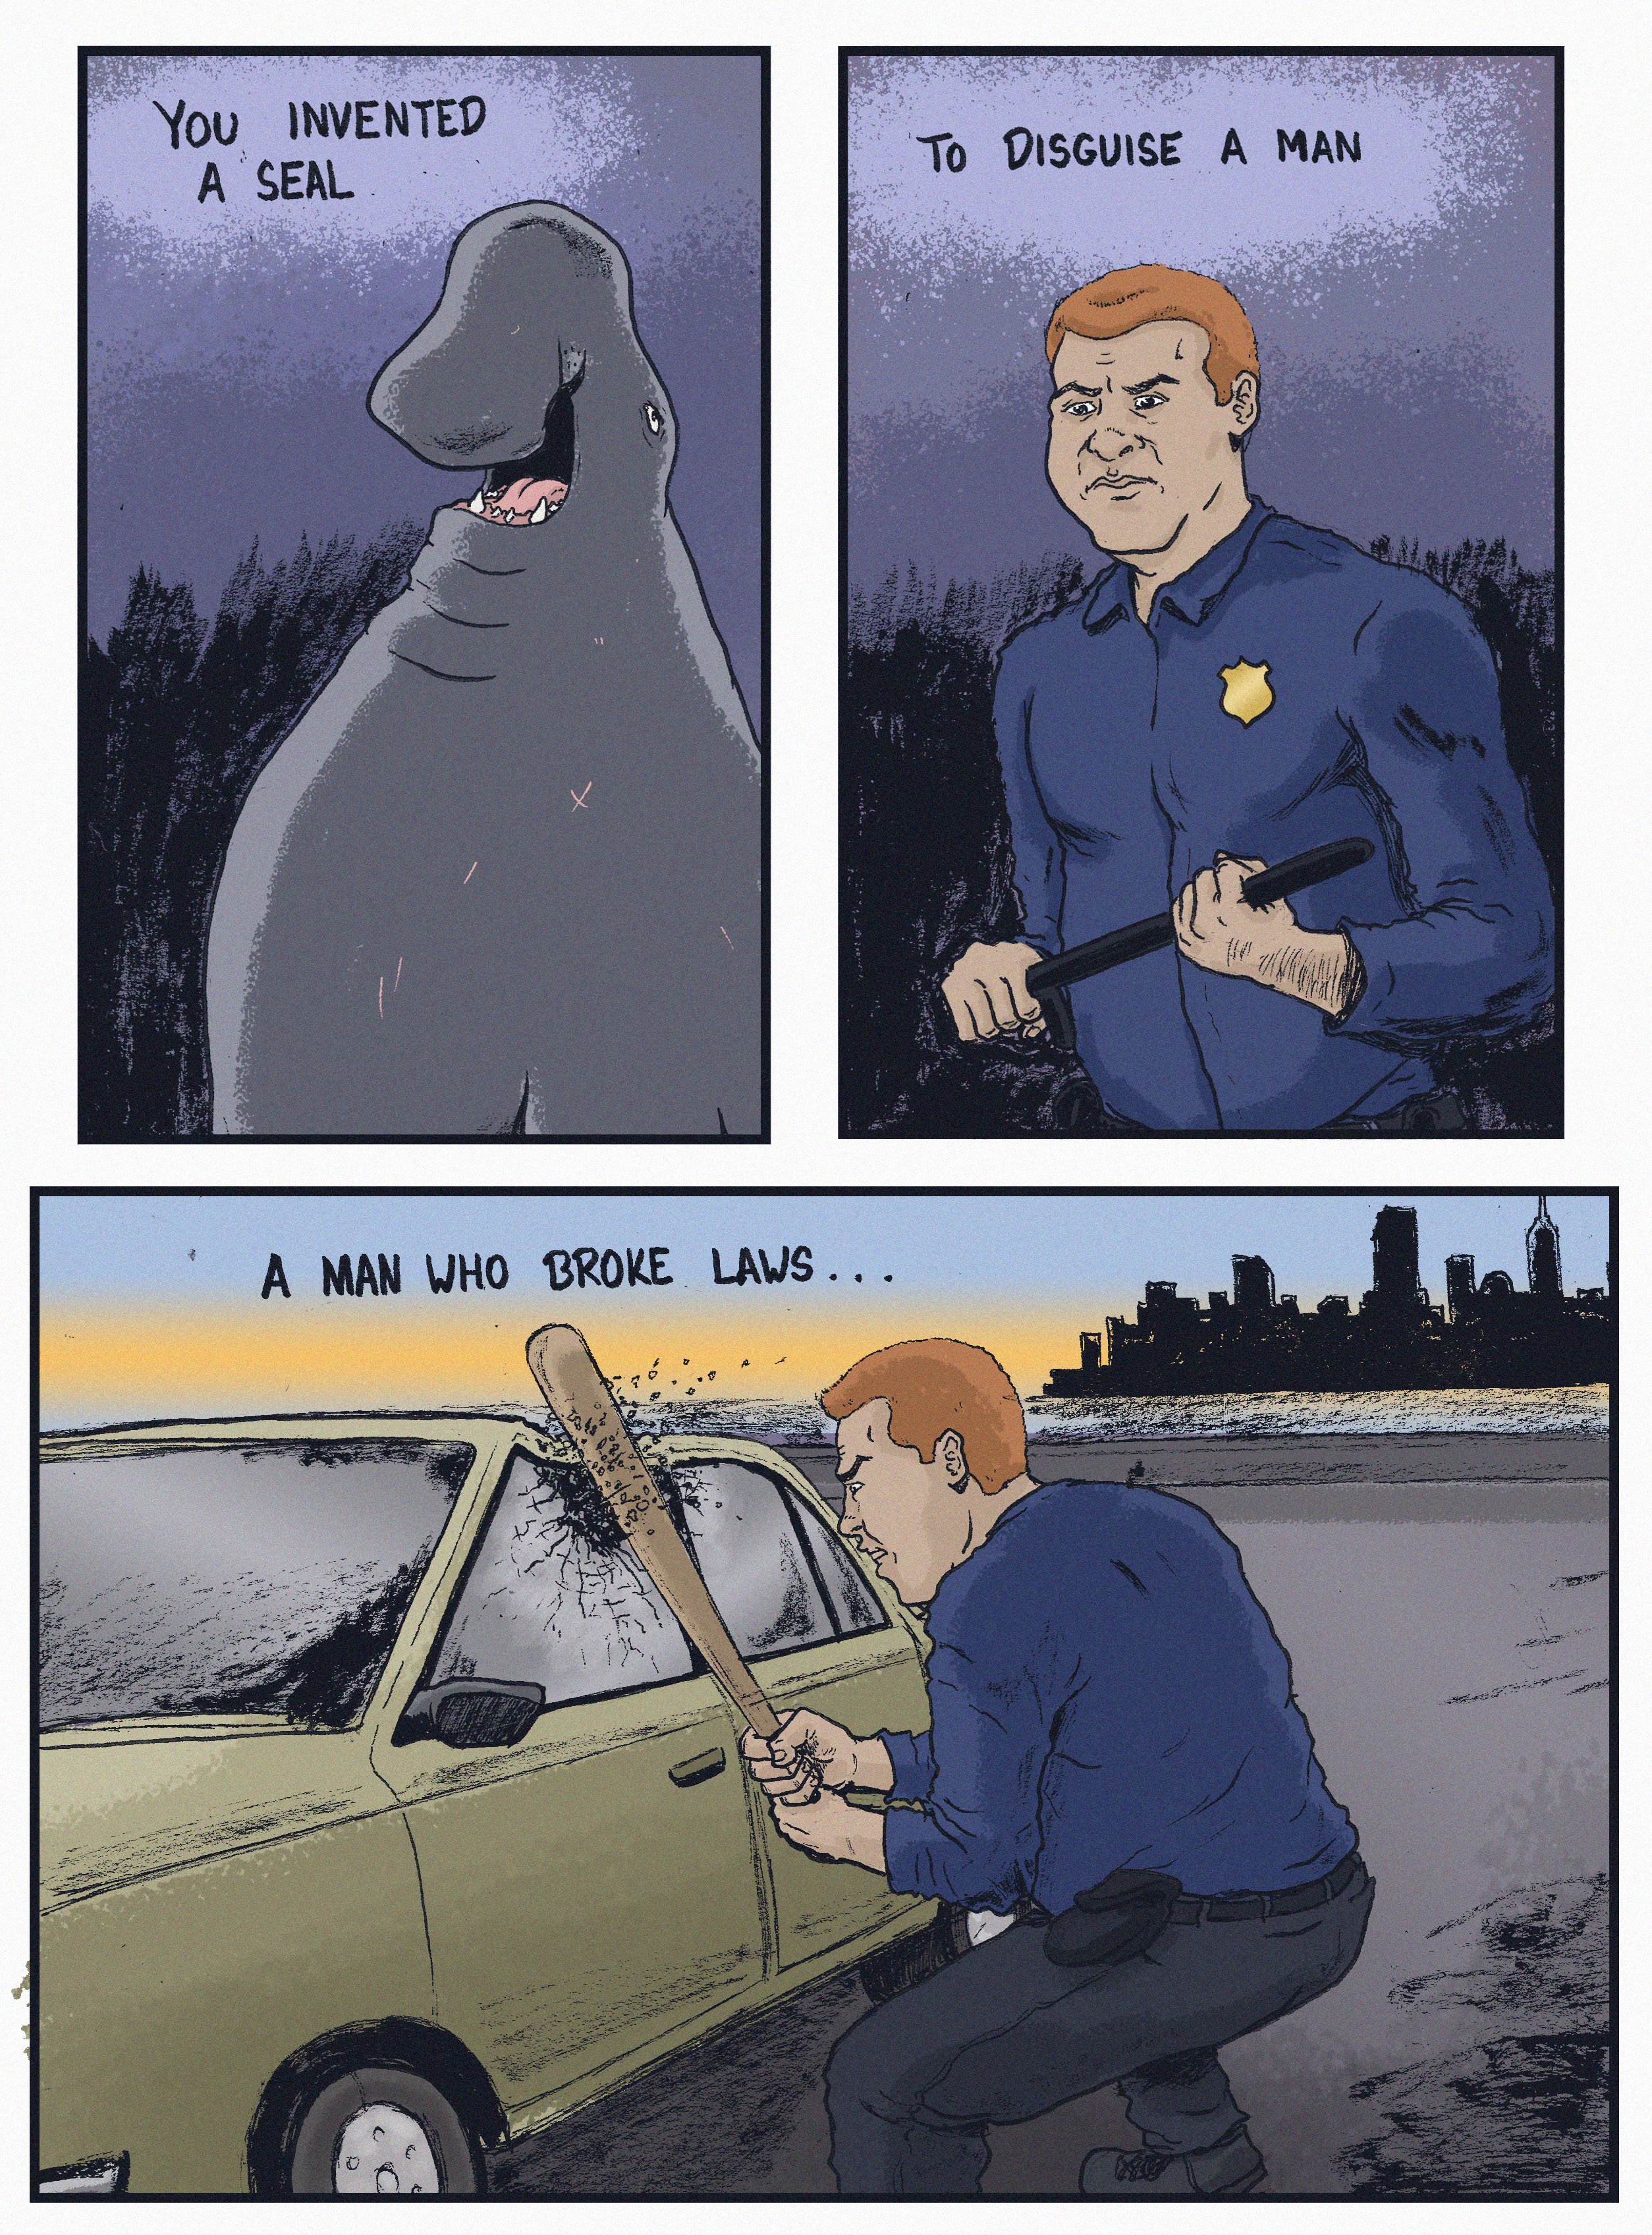 YOU INVENTED
A SEAL
TO DISGUISE A MAN
A MAN WHO BROKE LAWS...